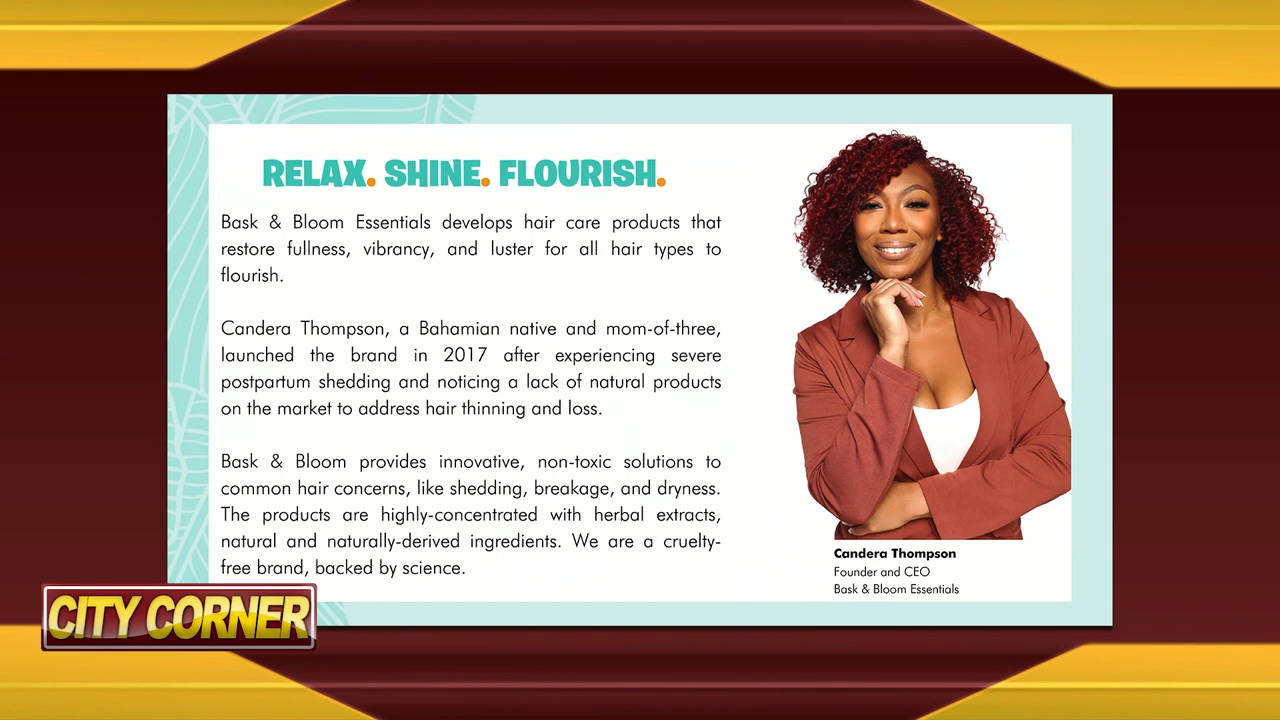 RELAX. SHINE. FLOURISH.
Bask & Bloom Essentials develops hair care products that
restore fullness, vibrancy, and luster for all hair types to
flourish.
Candera Thompson, a Bahamian native and mom-of-three,
launched the brand in 2017 after experiencing severe
postpartum shedding and noticing a lack of natural products
on the market to address hair thinning and loss.
Bask & Bloom provides innovative, non-toxic solutions to
common hair concerns, like shedding, breakage, and dryness.
The products are highly-concentrated with herbal extracts,
natural and naturally-derived ingredients. We are a cruelty-
free brand, backed by science.
Candera Thompson
Founder and CEO
Bask & Bloom Essentials
CITY CORNER